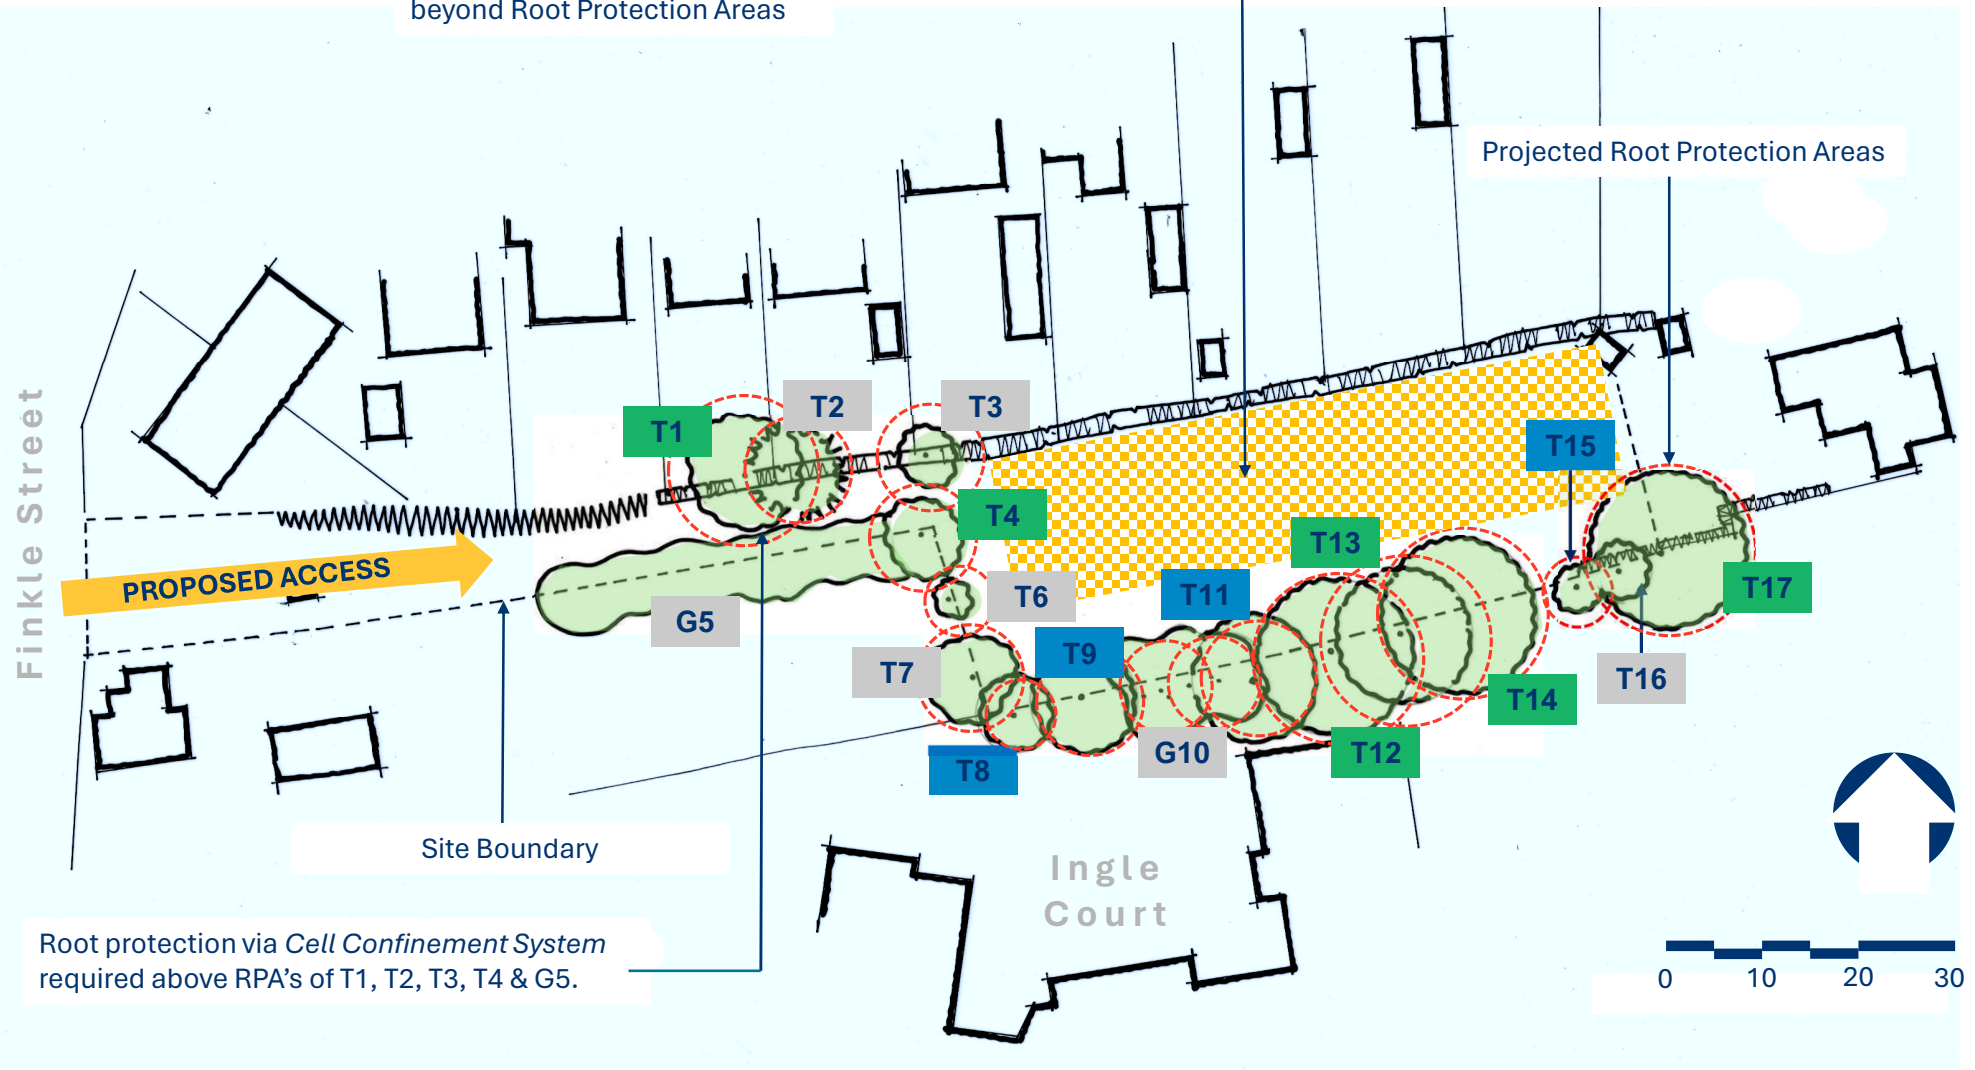 beyond Root Protection Areas
Projected Root Protection Areas
T1
T2
T3
T4
T15
T13
T11
T6
T17
G5
T9
T7
T16
T14
G10
T12
T8
PROPOSED ACCESS
Finkle Street
Site Boundary
Ingle
Court
Root protection via Cell Confinement System
required above RPA's of T1, T2, T3, T4 & G5.
0 10 20 30